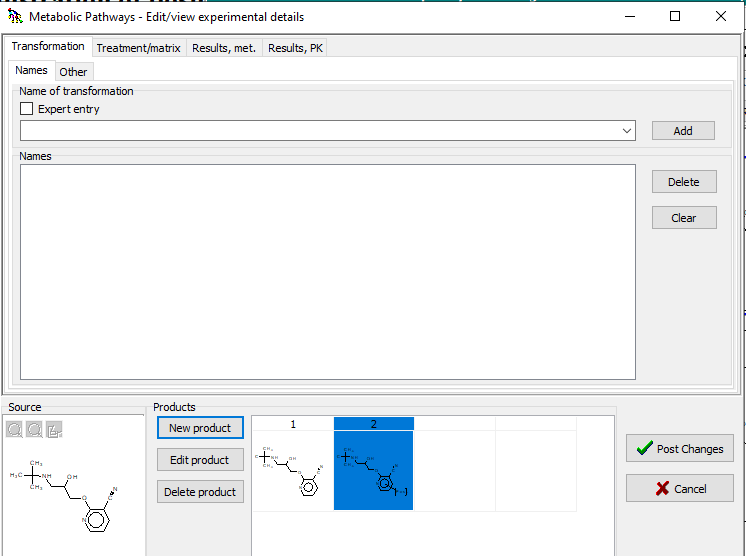 Metabolic Pathways - Edit/view experimental details
Transformation Treatment/matrix Results, met. Results, PK
Names Other
Name of transformation
Expert entry
Add
Names
Delete
Clear
Source Products
New product
Edit product
Delete product
1 2
Post Changes
Cancel
CH₃
H₃C NH OH
CH₃
O C N
N